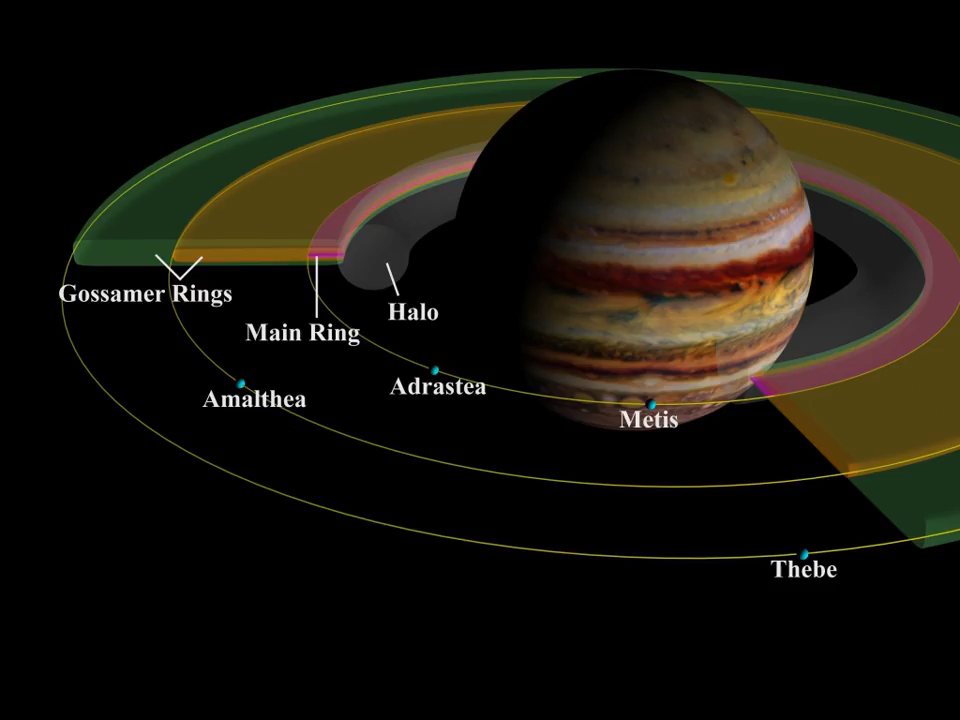 Gossamer Rings
Halo
Main Ring
Adrastea
Amalthea
Metis
Thebe